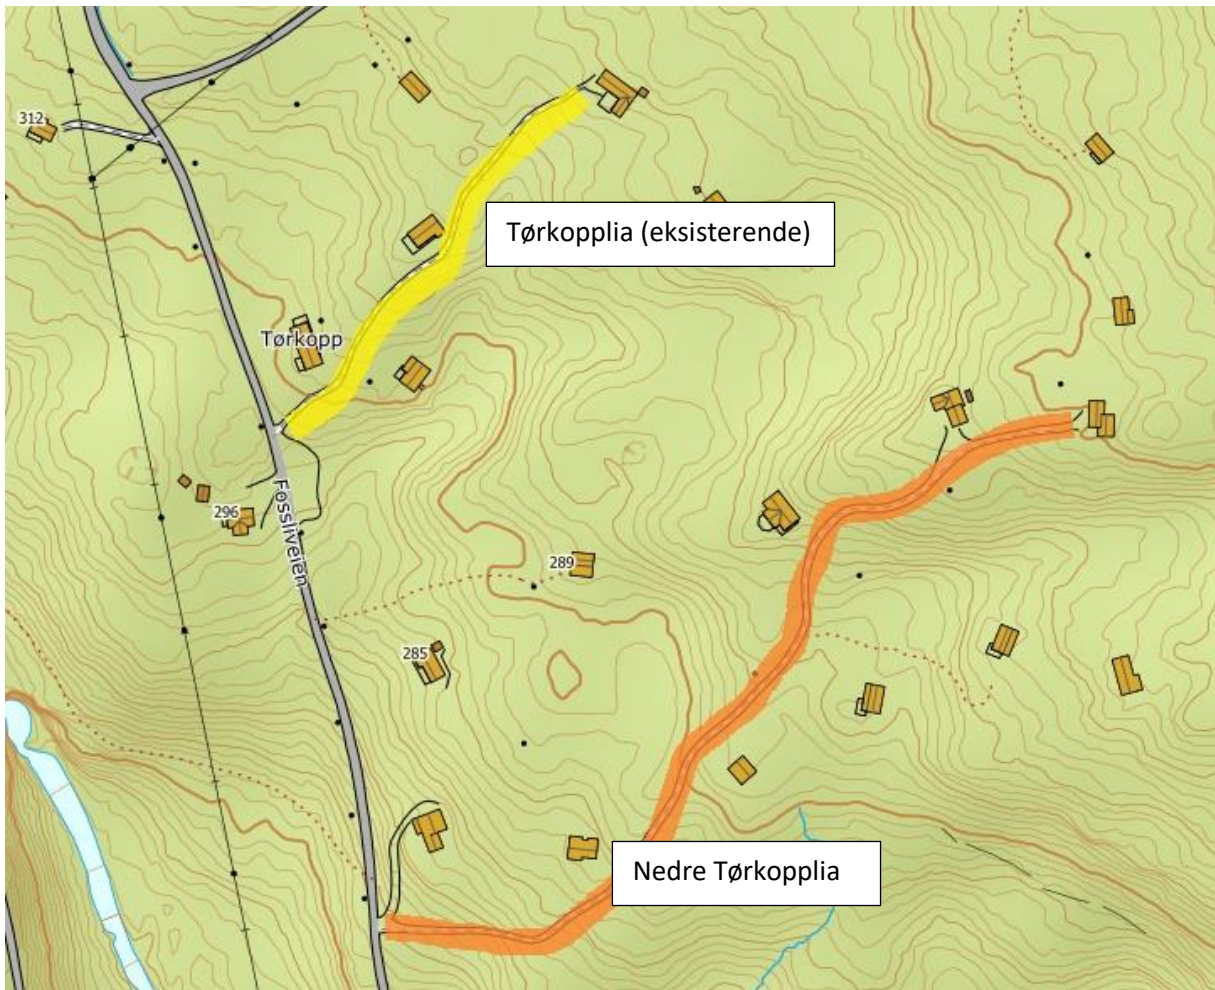 312
Tørkopplia (eksisterende)
Tørkopp
296
Fossliveien
289
285
Nedre Tørkopplia